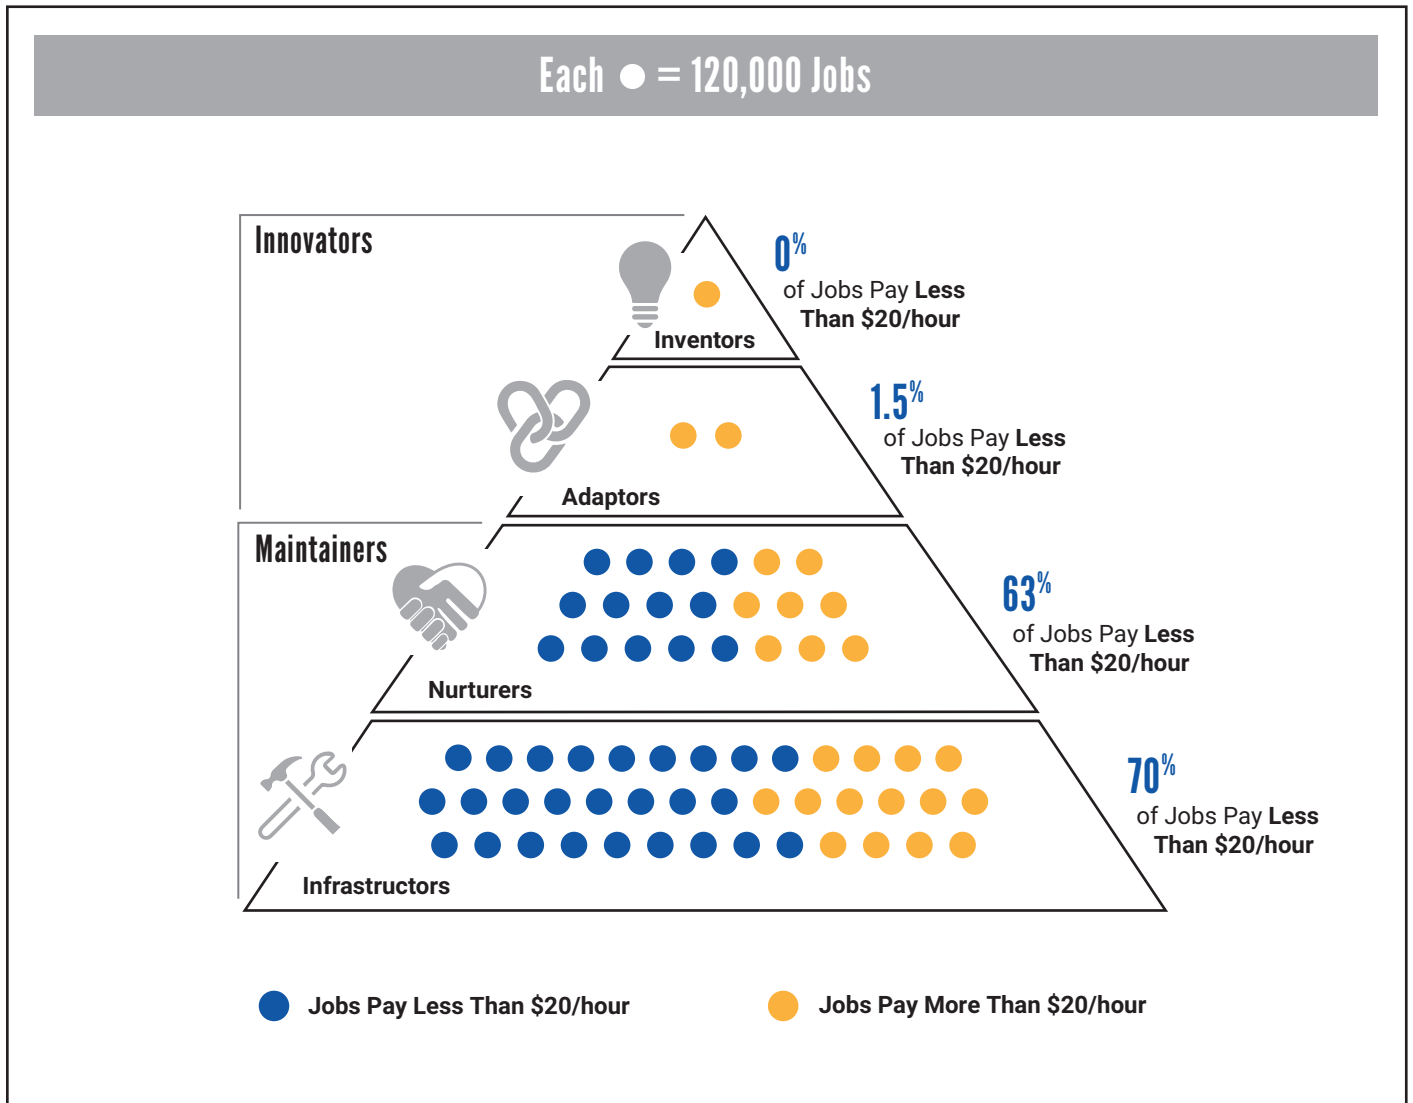 Each = 120,000 Jobs
Innovators
0%
of Jobs Pay Less
Than $20/hour
Inventors
1.5%
of Jobs Pay Less
Than $20/hour
Adaptors
Maintainers
63%
of Jobs Pay Less
Than $20/hour
Nurturers
70%
of Jobs Pay Less
Than $20/hour
Infrastructors
Jobs Pay Less Than $20/hour
Jobs Pay More Than $20/hour